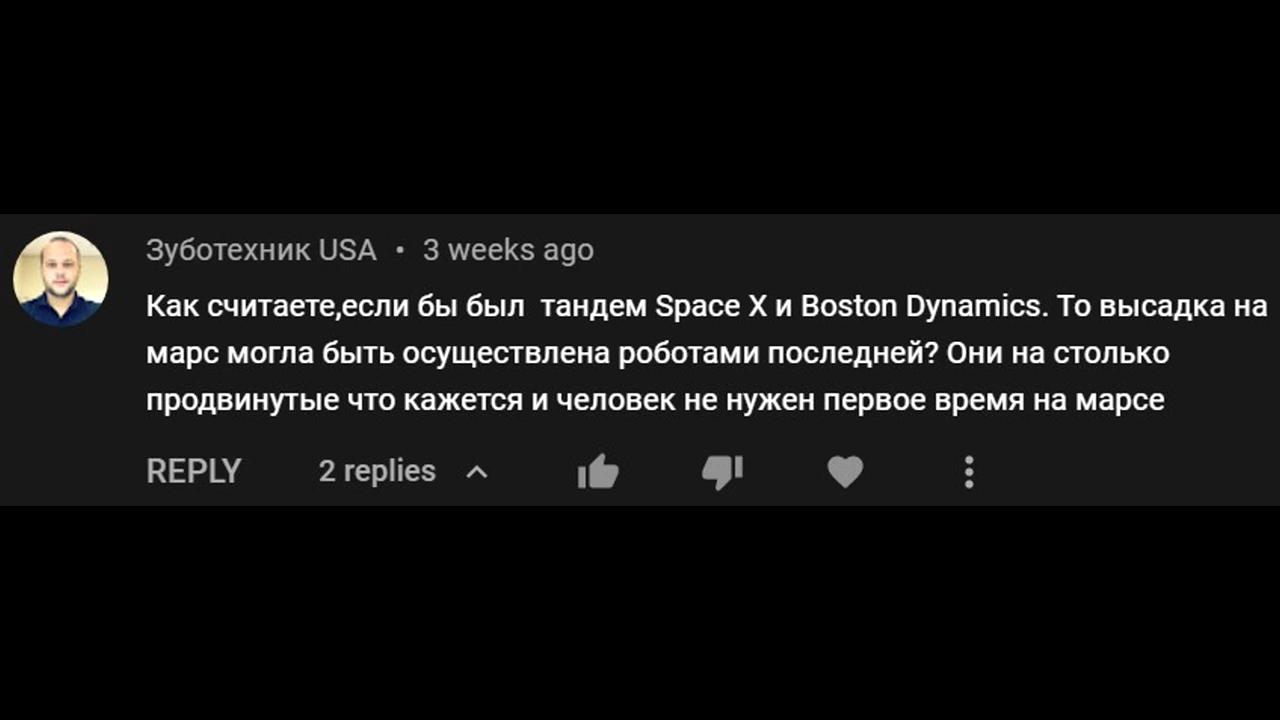 Зуботехник USA • 3 weeks ago
Как считаете,если бы был  тандем Space X и Boston Dynamics. То высадка на
марс могла быть осуществлена роботами последней? Они на столько
продвинутые что кажется и человек не нужен первое время на марсе
REPLY 2 replies